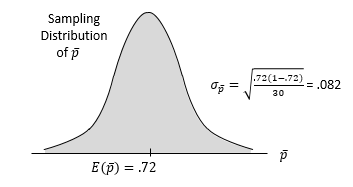 Sampling
Distribution
of p̄
σp̄ = √(.72(1−.72)/30) = .082
p̄
E(p̄) = .72